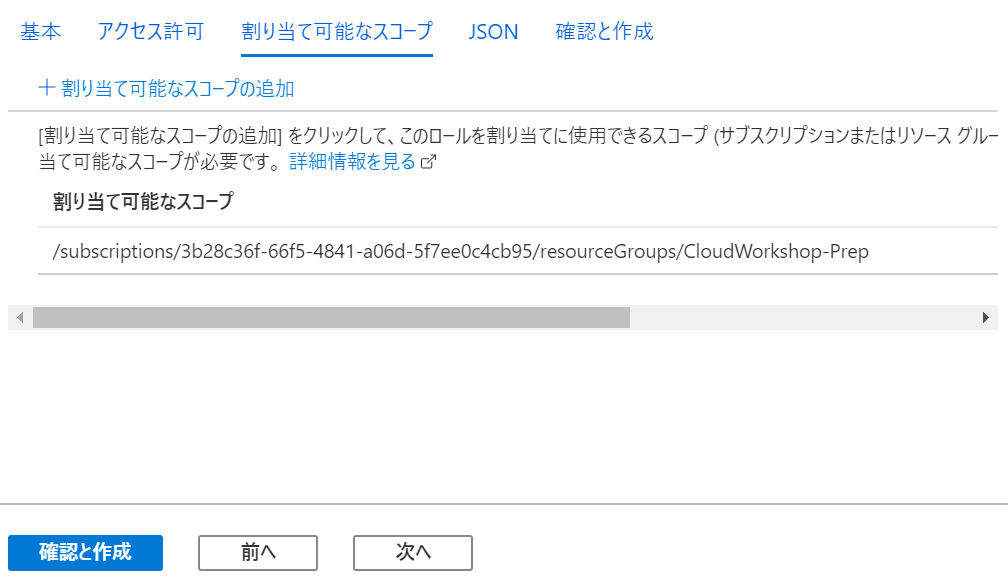 基本 アクセス許可 割り当て可能なスコープ JSON 確認と作成
＋ 割り当て可能なスコープの追加
[割り当て可能なスコープの追加] をクリックして、このロールを割り当てに使用できるスコープ (サブスクリプションまたはリソース グルー
当て可能なスコープが必要です。 詳細情報を見る
割り当て可能なスコープ
/subscriptions/3b28c36f-66f5-4841-a06d-5f7ee0c4cb95/resourceGroups/CloudWorkshop-Prep
確認と作成 前へ 次へ